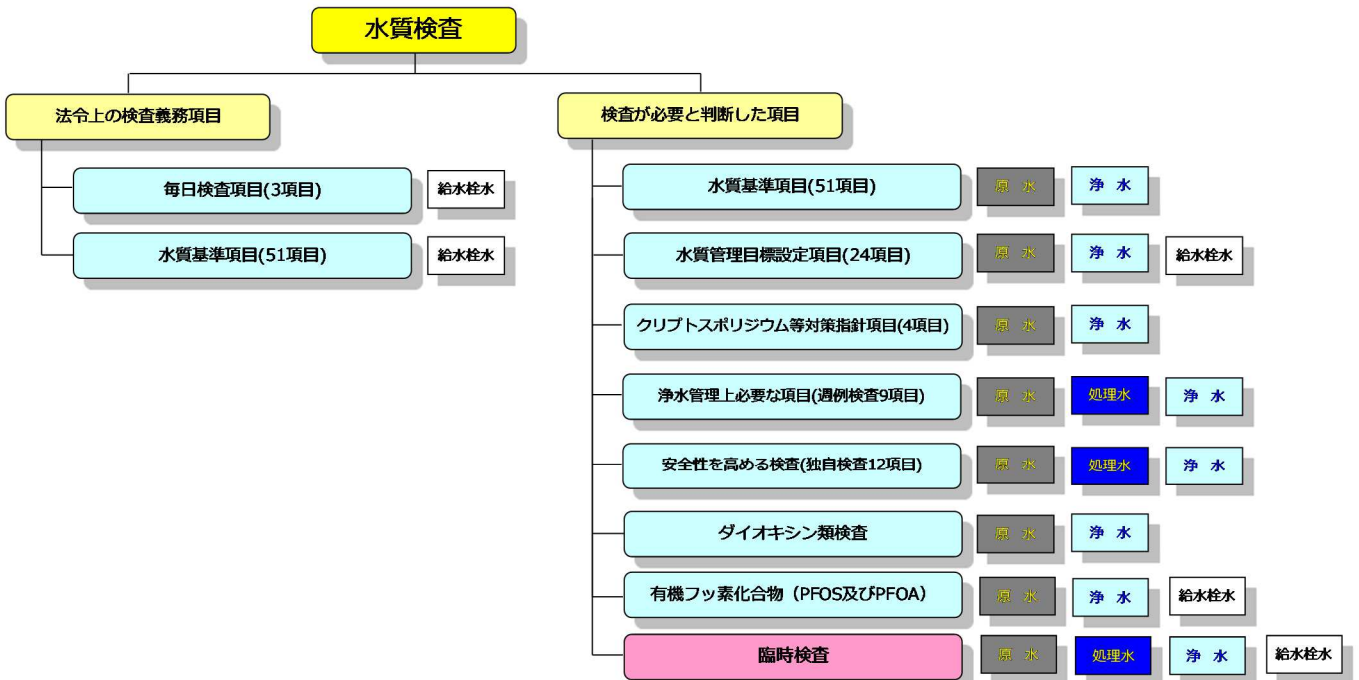 水質検査
法令上の検査義務項目
毎日検査項目(3項目) 給水栓水
水質基準項目(51項目) 給水栓水
検査が必要と判断した項目
水質基準項目(51項目) 原 水 浄 水
水質管理目標設定項目(24項目) 原 水 浄 水 給水栓水
クリプトスポリジウム等対策指針項目(4項目) 原 水 浄 水
浄水管理上必要な項目(週例検査9項目) 原 水 処理水 浄 水
安全性を高める検査(独自検査12項目) 原 水 処理水 浄 水
ダイオキシン類検査 原 水 浄 水
有機フッ素化合物（PFOS及びPFOA） 原 水 浄 水 給水栓水
臨時検査 原 水 処理水 浄 水 給水栓水